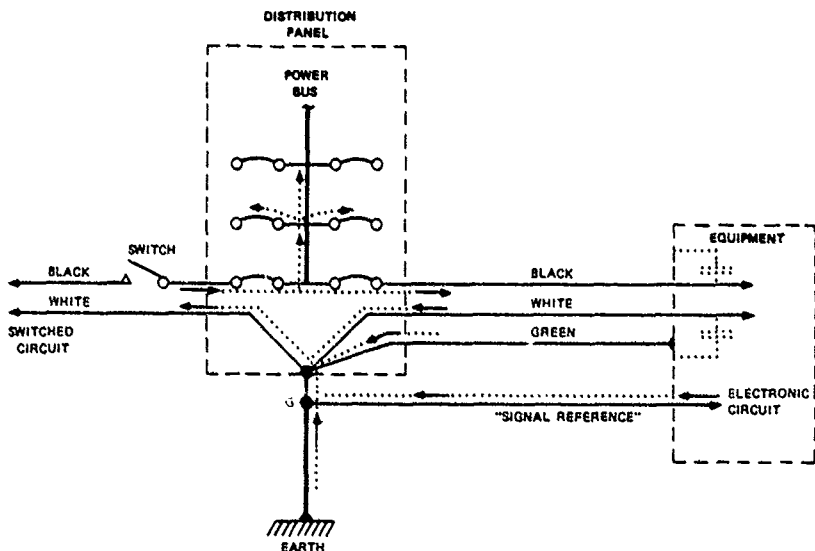 DISTRIBUTION
PANEL
POWER
BUS
EQUIPMENT
SWITCH
BLACK
BLACK
WHITE
WHITE
SWITCHED
CIRCUIT
GREEN
G
ELECTRONIC
CIRCUIT
"SIGNAL REFERENCE"
EARTH